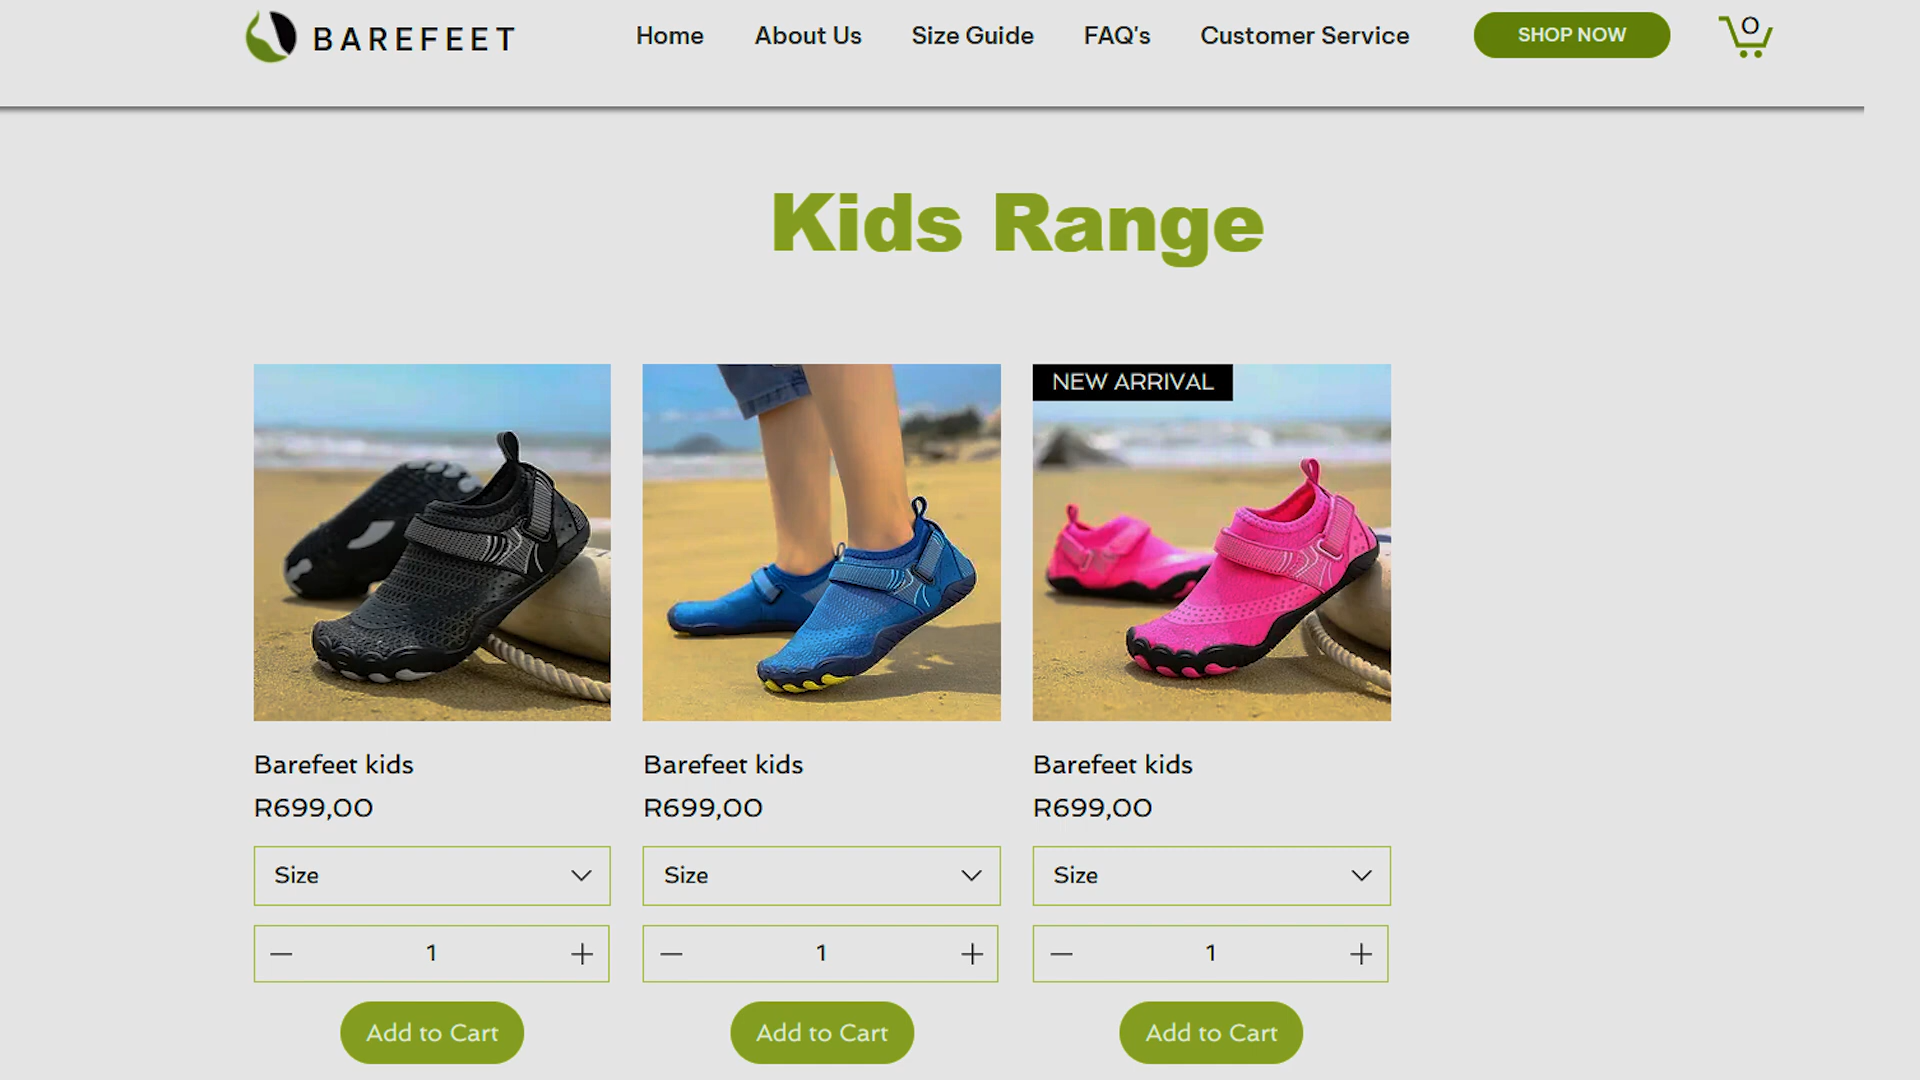 BAREFEET
Home About Us Size Guide FAQ's Customer Service SHOP NOW 0
Kids Range
NEW ARRIVAL
Barefeet kids Barefeet kids Barefeet kids
R699,00 R699,00 R699,00
Size Size Size
1 1 1
Add to Cart Add to Cart Add to Cart